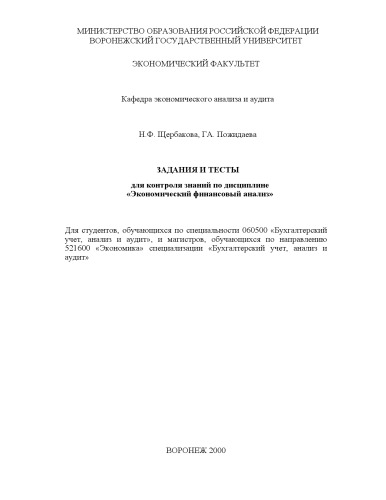 МИНИСТЕРСТВО ОБРАЗОВАНИЯ РОССИЙСКОЙ ФЕДЕРАЦИИ
ВОРОНЕЖСКИЙ ГОСУДАРСТВЕННЫЙ УНИВЕРСИТЕТ
ЭКОНОМИЧЕСКИЙ ФАКУЛЬТЕТ
Кафедра экономического анализа и аудита
Н.Ф. Щербакова, Г.А. Пожидаева
ЗАДАНИЯ И ТЕСТЫ
для контроля знаний по дисциплине
«Экономический финансовый анализ»
Для студентов, обучающихся по специальности 060500 «Бухгалтерский
учет, анализ и аудит», и магистров, обучающихся по направлению
521600 «Экономика» специализации «Бухгалтерский учет, анализ и
аудит»
ВОРОНЕЖ 2000